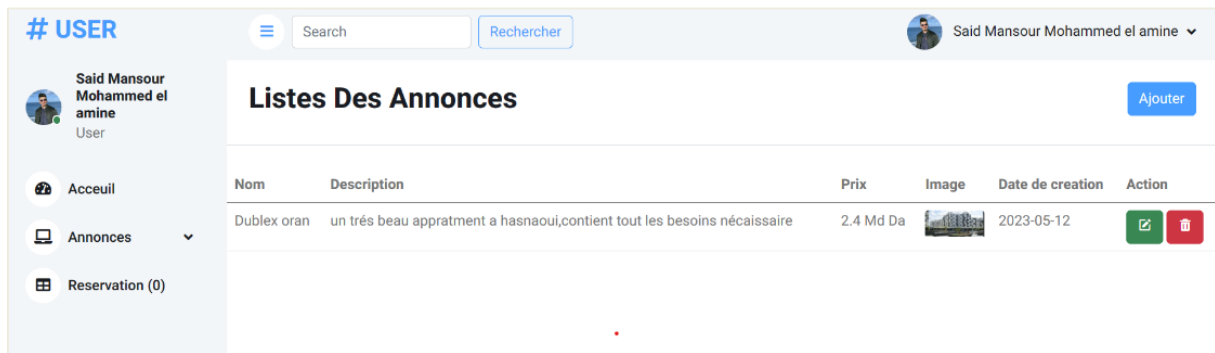 # USER
Search
Rechercher
Said Mansour Mohammed el amine
Said Mansour
Mohammed el
amine
User
Acceuil
Annonces
Reservation (0)
Listes Des Annonces
Ajouter
Nom Description Prix Image Date de creation Action
Dublex oran un trés beau appratment a hasnaoui,contient tout les besoins nécaissaire 2.4 Md Da 2023-05-12